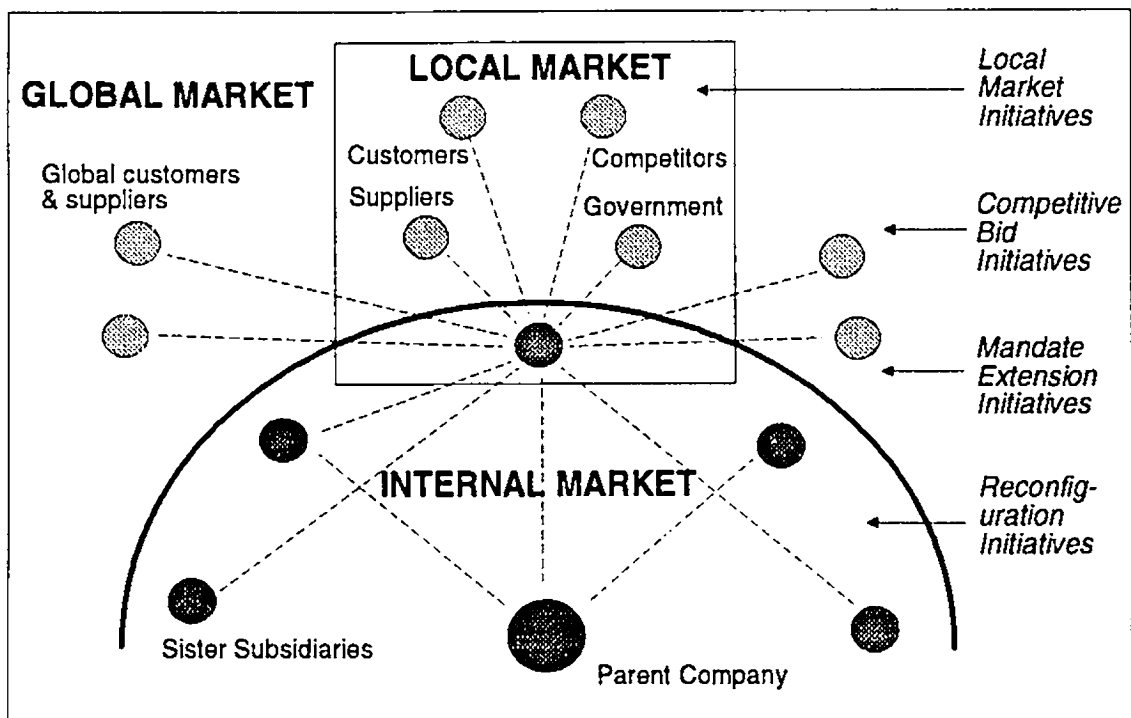 GLOBAL MARKET
LOCAL MARKET
Local
Market
Initiatives
Customers
Competitors
Global customers
& suppliers
Suppliers
Government
Competitive
Bid
Initiatives
Mandate
Extension
Initiatives
INTERNAL MARKET
Reconfig-
uration
Initiatives
Sister Subsidiaries
Parent Company